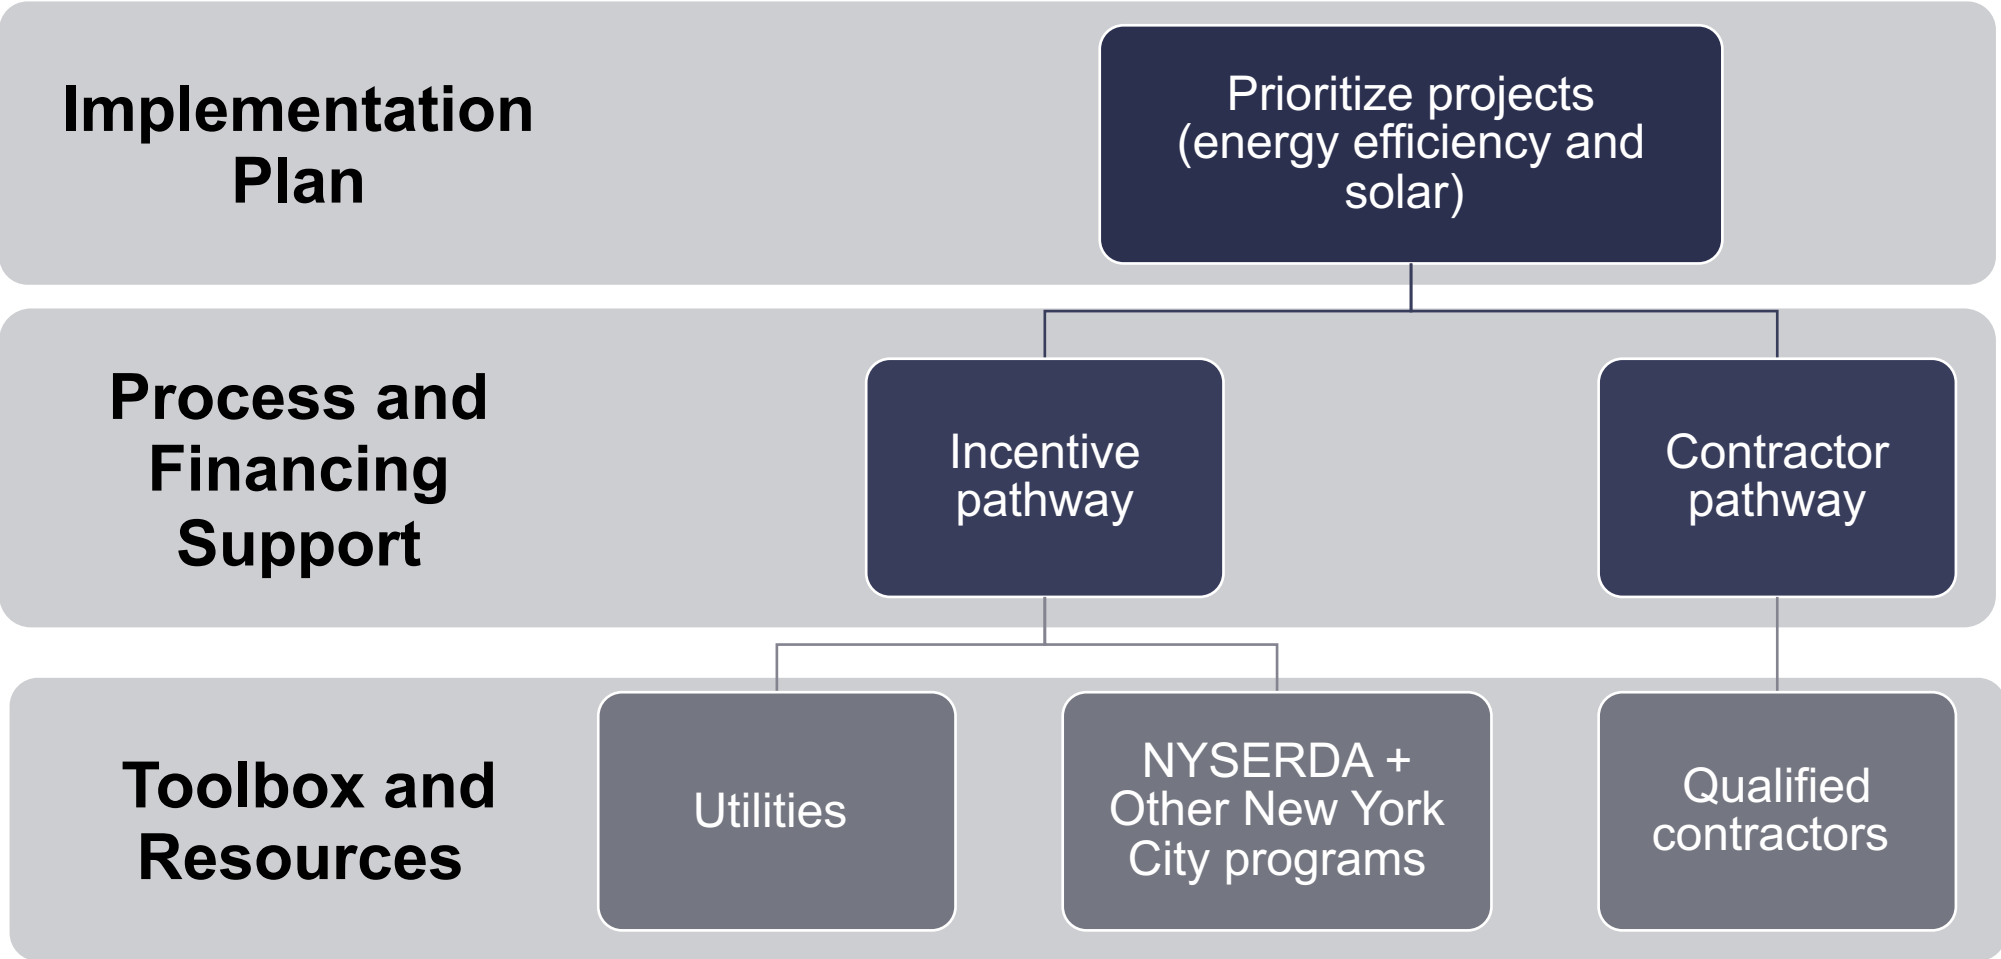 Implementation
Plan
Prioritize projects
(energy efficiency and
solar)
Process and
Financing
Support
Incentive
pathway
Contractor
pathway
Toolbox and
Resources
Utilities
NYSERDA +
Other New York
City programs
Qualified
contractors